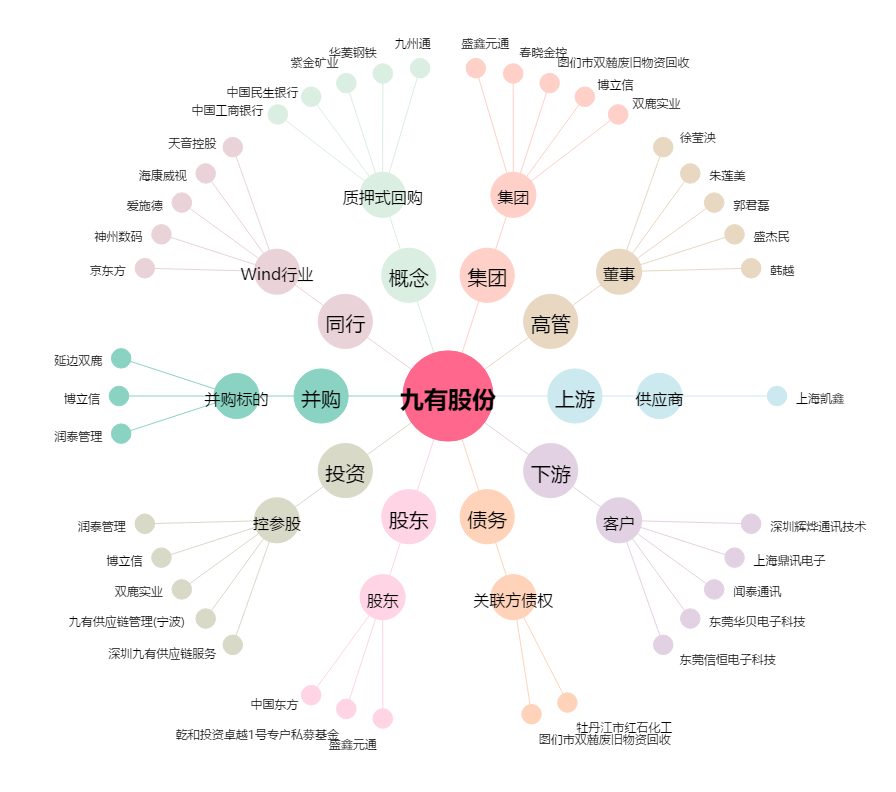 九州通
盛鑫元通
华菱钢铁
春晓金控
紫金矿业
图们市双麓废旧物资回收
中国民生银行
博立信
中国工商银行
双鹿实业
天音控股
徐莹泱
海康威视
朱莲美
爱施德
质押式回购
集团
郭君磊
神州数码
盛杰民
京东方
Wind行业
概念
集团
董事
韩越
同行
高管
延边双鹿
博立信
并购标的
并购
九有股份
上游
供应商
上海凯鑫
润泰管理
投资
下游
润泰管理
控参股
股东
债务
客户
深圳辉烨通讯技术
博立信
上海鼎讯电子
双鹿实业
闻泰通讯
九有供应链管理(宁波)
股东
关联方债权
东莞华贝电子科技
深圳九有供应链服务
东莞信恒电子科技
中国东方
牡丹江市红石化工
乾和投资卓越1号专户私募基金
图们市双麓废旧物资回收
盛鑫元通